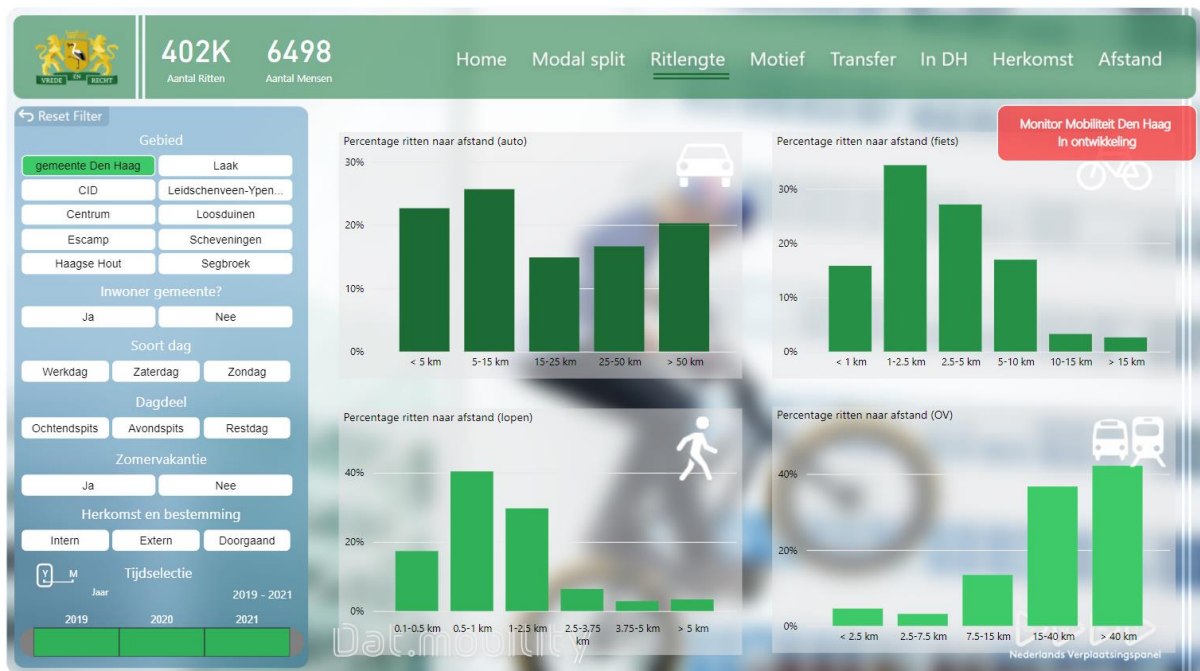 VREDE EN RECHT
402K
Aantal Ritten
6498
Aantal Mensen
Home
Modal split
Ritlengte
Motief
Transfer
In DH
Herkomst
Afstand
Monitor Mobiliteit Den Haag
In ontwikkeling
Reset Filter
Gebied
gemeente Den Haag
Laak
CID
Leidschenveen-Ypen...
Centrum
Loosduinen
Escamp
Scheveningen
Haagse Hout
Segbroek
Inwoner gemeente?
Ja
Nee
Soort dag
Werkdag
Zaterdag
Zondag
Dagdeel
Ochtendspits
Avondspits
Restdag
Zomervakantie
Ja
Nee
Herkomst en bestemming
Intern
Extern
Doorgaand
Y
M
Tijdselectie
Jaar
2019 - 2021
2019
2020
2021
Percentage ritten naar afstand (auto)
30%
20%
10%
0%
< 5 km
5-15 km
15-25 km
25-50 km
> 50 km
Percentage ritten naar afstand (fiets)
30%
20%
10%
0%
< 1 km
1-2.5 km
2.5-5 km
5-10 km
10-15 km
> 15 km
Percentage ritten naar afstand (lopen)
40%
20%
0%
0.1-0.5 km
0.5-1 km
1-2.5 km
2.5-3.75
km
3.75-5 km
> 5 km
Percentage ritten naar afstand (OV)
40%
20%
0%
< 2.5 km
2.5-7.5 km
7.5-15 km
15-40 km
> 40 km
Dat.mobility
Nederlands Verplaatsingspanel